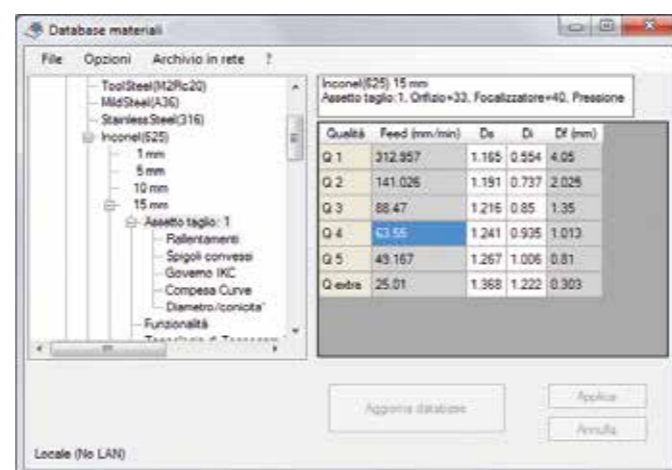 Database materiali
File Opzioni Archivio in rete ?
ToolSteel(M2Rc20)
MildSteel(A36)
StainlessSteel(316)
Inconel(625)
1 mm
5 mm
10 mm
15 mm
Assetto taglio: 1
Rallentamenti
Spigoli convessi
Governo IKC
Compesa Curve
Diametro/conicita'
Funzionalità
Inconel(625) 15 mm
Assetto taglio:1, Orifizio=33, Focalizzatore=40, Pressione
Qualità Feed (mm/min) Ds Di Df (mm)
Q 1 312.957 1.165 0.554 4.05
Q 2 141.026 1.191 0.737 2.025
Q 3 88.47 1.216 0.85 1.35
Q 4 63.55 1.241 0.935 1.013
Q 5 49.167 1.267 1.006 0.81
Q extra 25.01 1.368 1.222 0.303
Aggiorna database
Applica
Annulla
Locale (No LAN)